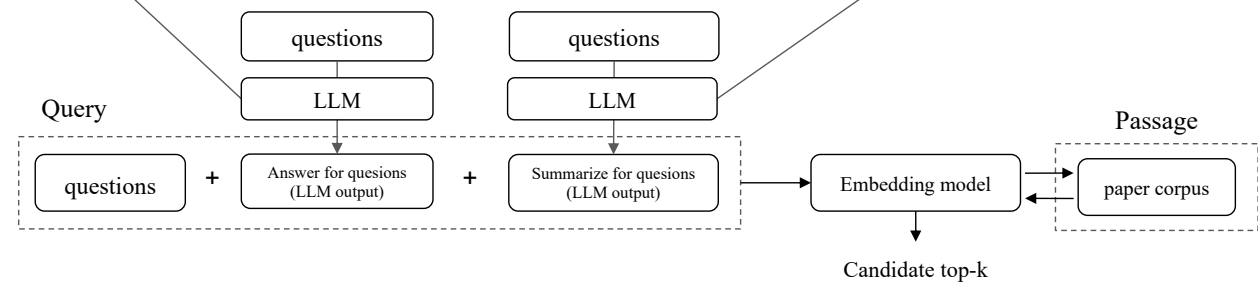 questions
questions
LLM
LLM
Query
Passage
questions
+
Answer for quesions
(LLM output)
+
Summarize for quesions
(LLM output)
Embedding model
paper corpus
Candidate top-k